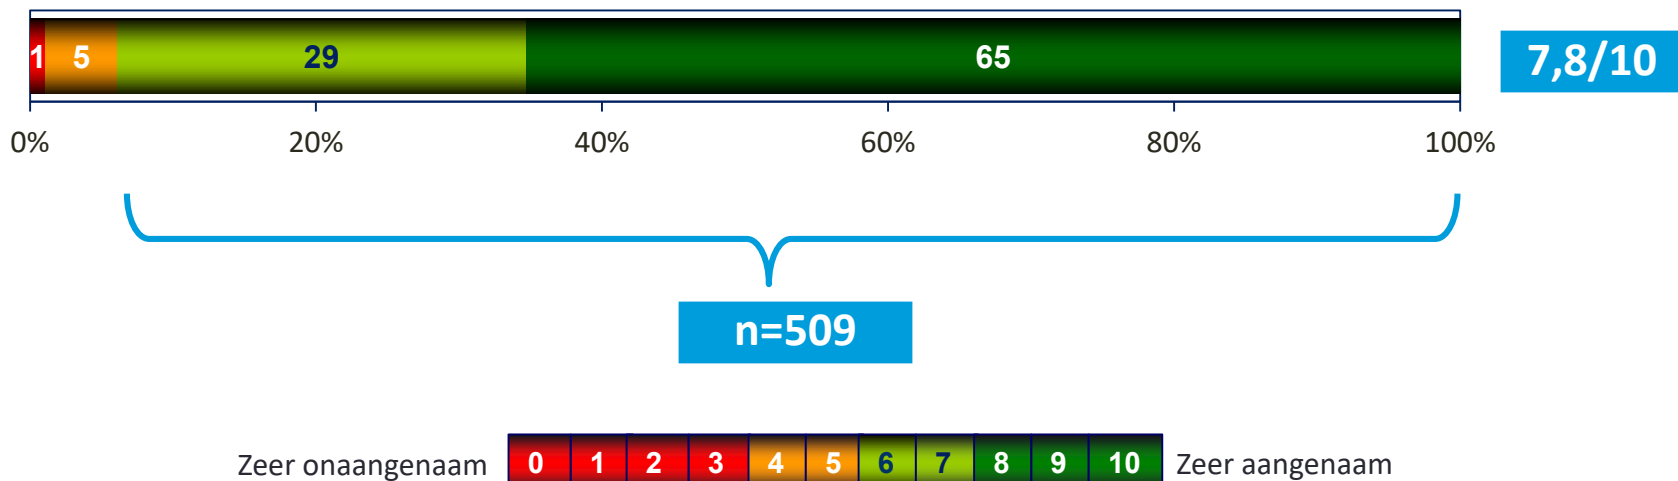 1 5 29 65
7,8/10
0% 20% 40% 60% 80% 100%
n=509
Zeer onaangenaam 0 1 2 3 4 5 6 7 8 9 10 Zeer aangenaam